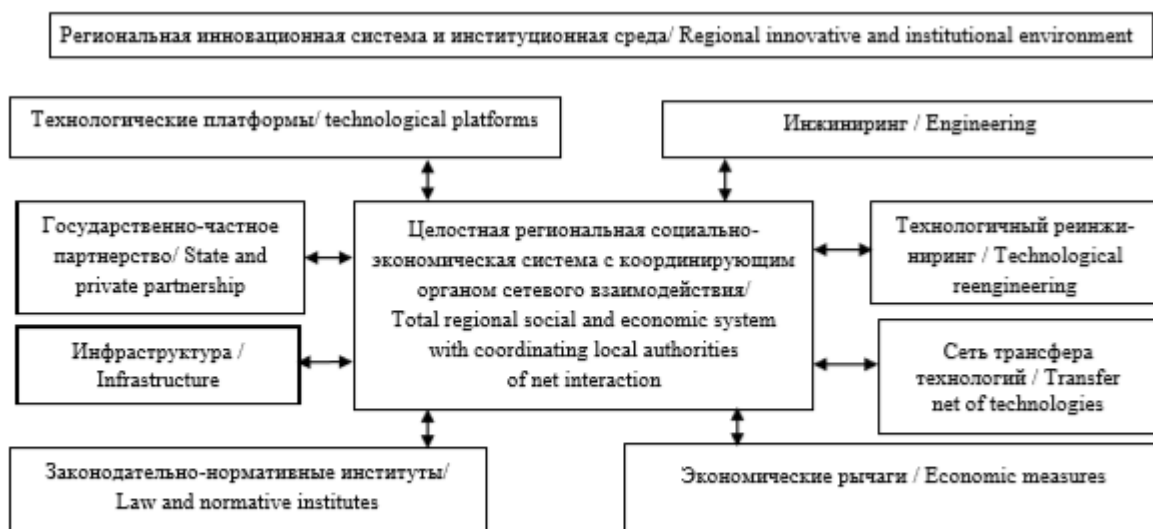 Региональная инновационная система и институционная среда/ Regional innovative and institutional environment
Технологические платформы/ technological platforms
Инжиниринг / Engineering
Государственно-частное
партнерство/ State and
private partnership
Целостная региональная социально-
экономическая система с координирующим
органом сетевого взаимодействия/
Total regional social and economic system
with coordinating local authorities
of net interaction
Технологичный реинжи-
ниринг / Technological
reengineering
Инфраструктура /
Infrastructure
Сеть трансфера
технологий / Transfer
net of technologies
Законодательно-нормативные институты/
Law and normative institutes
Экономические рычаги / Economic measures